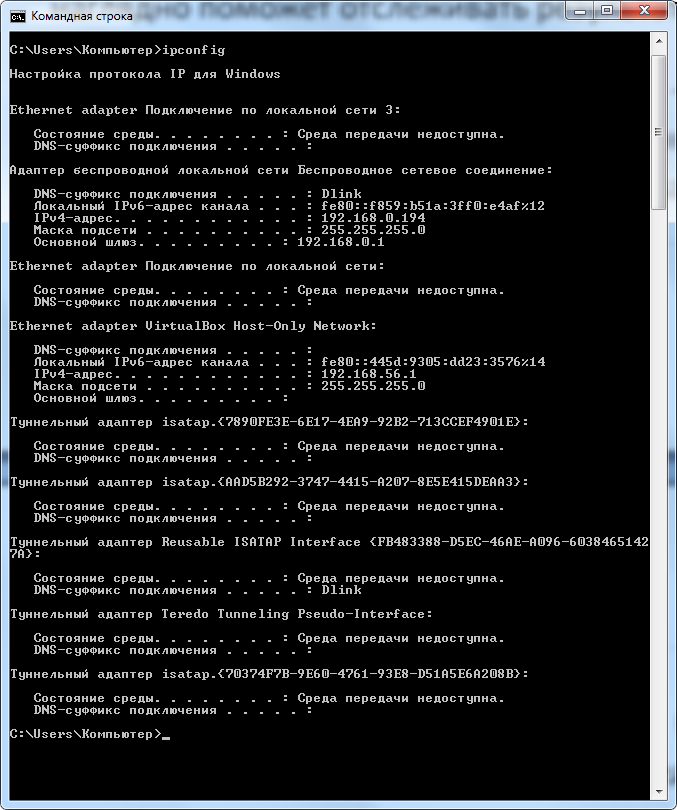 но поможет отслеживать
Командная строка
C:\Users\Компьютер>ipconfig
Настройка протокола IP для Windows
Ethernet adapter Подключение по локальной сети 3:
Состояние среды. . . . . . . . : Среда передачи недоступна.
DNS-суффикс подключения . . . . . :
Адаптер беспроводной локальной сети Беспроводное сетевое соединение:
DNS-суффикс подключения . . . . . : Dlink
Локальный IPv6-адрес канала . . . : fe80::f859:b51a:3ff0:e4af%12
IPv4-адрес. . . . . . . . . . . . : 192.168.0.194
Маска подсети . . . . . . . . . . : 255.255.255.0
Основной шлюз. . . . . . . . . : 192.168.0.1
Ethernet adapter Подключение по локальной сети:
Состояние среды. . . . . . . . : Среда передачи недоступна.
DNS-суффикс подключения . . . . . :
Ethernet adapter VirtualBox Host-Only Network:
DNS-суффикс подключения . . . . . :
Локальный IPv6-адрес канала . . . : fe80::445d:9305:dd23:3576%14
IPv4-адрес. . . . . . . . . . . . : 192.168.56.1
Маска подсети . . . . . . . . . . : 255.255.255.0
Основной шлюз. . . . . . . . . :
Туннельный адаптер isatap.{7890FE3E-6E17-4EA9-92B2-713CCEF4901E}:
Состояние среды. . . . . . . . : Среда передачи недоступна.
DNS-суффикс подключения . . . . . :
Туннельный адаптер isatap.{AAD5B292-3747-4415-A207-8E5E415DEAA3}:
Состояние среды. . . . . . . . : Среда передачи недоступна.
DNS-суффикс подключения . . . . . :
Туннельный адаптер Reusable ISATAP Interface {FB483388-D5EC-46AE-A096-6038465142
7A}:
Состояние среды. . . . . . . . : Среда передачи недоступна.
DNS-суффикс подключения . . . . . : Dlink
Туннельный адаптер Teredo Tunneling Pseudo-Interface:
Состояние среды. . . . . . . . : Среда передачи недоступна.
DNS-суффикс подключения . . . . . :
Туннельный адаптер isatap.{70374F7B-9E60-4761-93E8-D51A5E6A208B}:
Состояние среды. . . . . . . . : Среда передачи недоступна.
DNS-суффикс подключения . . . . . :
C:\Users\Компьютер>_